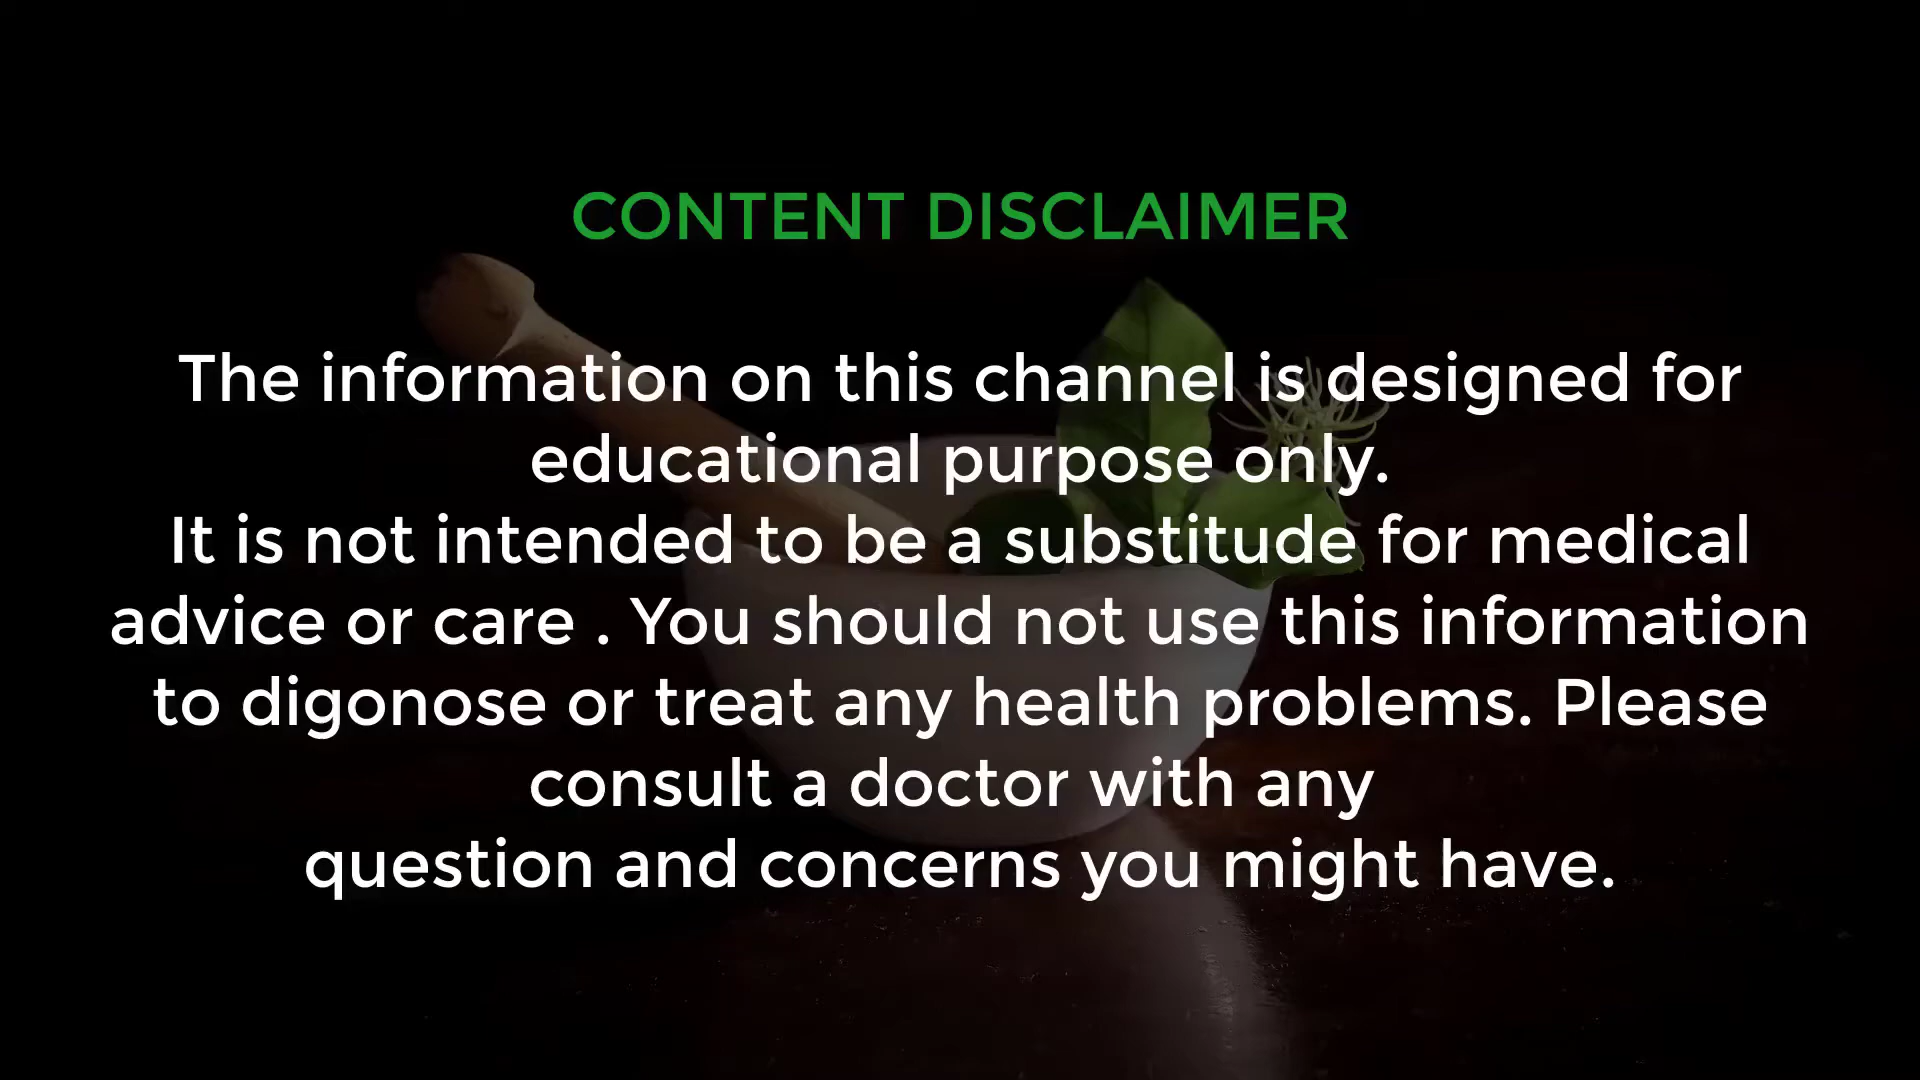 CONTENT DISCLAIMER
The information on this channel is designed for
educational purpose only.
It is not intended to be a substitude for medical
advice or care . You should not use this information
to digonose or treat any health problems. Please
consult a doctor with any
question and concerns you might have.